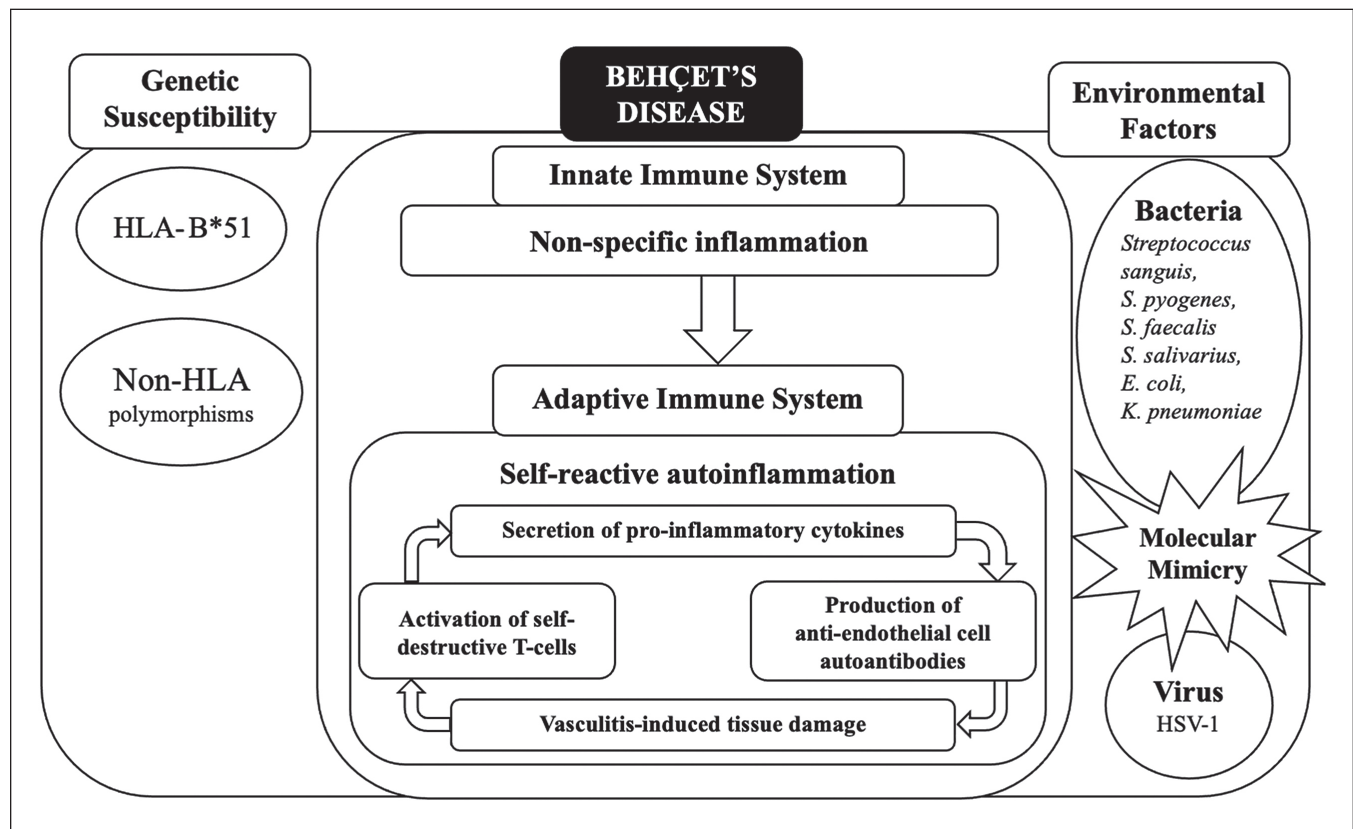 Genetic
Susceptibility
HLA-B*51
Non-HLA
polymorphisms
BEHÇET’S
DISEASE
Innate Immune System
Non-specific inflammation
Adaptive Immune System
Self-reactive autoinflammation
Secretion of pro-inflammatory cytokines
Activation of self-
destructive T-cells
Production of
anti-endothelial cell
autoantibodies
Vasculitis-induced tissue damage
Environmental
Factors
Bacteria
Streptococcus
sanguis,
S. pyogenes,
S. faecalis
S. salivarius,
E. coli,
K. pneumoniae
Molecular
Mimicry
Virus
HSV-1